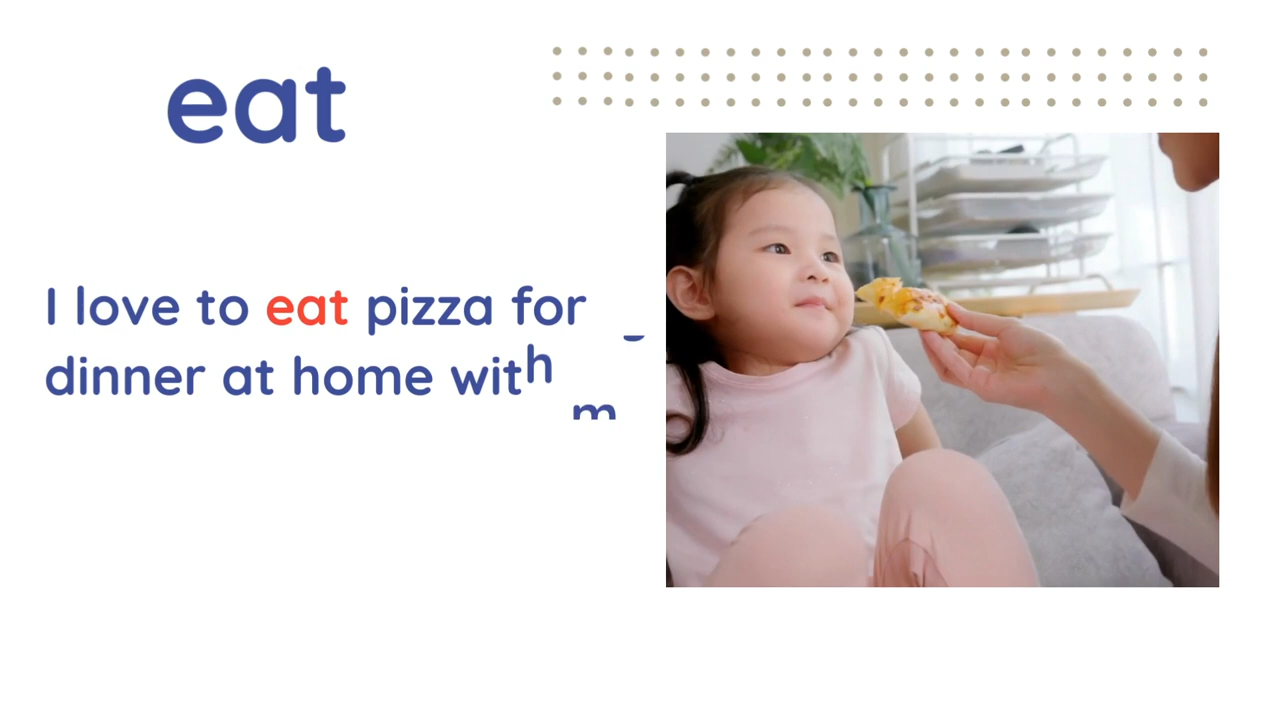 eat
I love to eat pizza for
dinner at home with
m